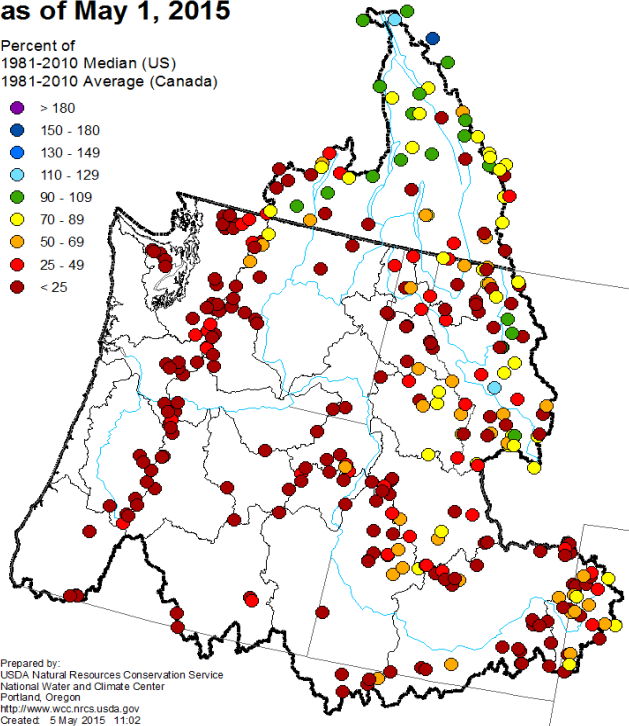 as of May 1, 2015
Percent of
1981-2010 Median (US)
1981-2010 Average (Canada)
> 180
150 - 180
130 - 149
110 - 129
90 - 109
70 - 89
50 - 69
25 - 49
< 25
Prepared by:
USDA Natural Resources Conservation Service
National Water and Climate Center
Portland, Oregon
http://www.wcc.nrcs.usda.gov
Created: 5 May 2015 11:02